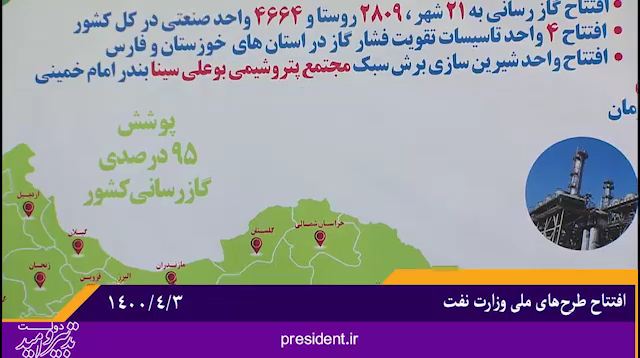 افتتاح گاز رسانی به ۲۱ شهر ، ۲۸۰۹ روستا و ۴۶۶۴ واحد صنعتی در کل کشور
افتتاح ۴ واحد تاسیسات تقویت فشار گاز در استان های خوزستان و فارس
افتتاح واحد شیرین سازی برش سبک مجتمع پتروشیمی بوعلی سینا بندر امام خمینی
پوشش
۹۵ درصدی
گازرسانی کشور
اردبیل
گیلان
زنجان
قزوین
البرز
مازندران
گلستان
خراسان شمالی
افتتاح طرح‌های ملی وزارت نفت
۱۴۰۰/۴/۳
دولت
تدبیر و امید
president.ir